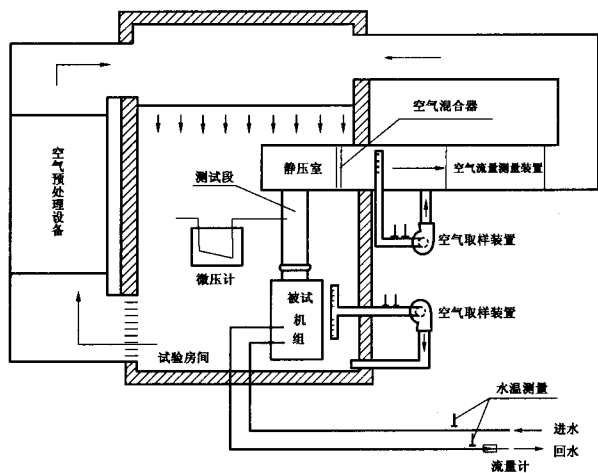 空气混合器
静压室
空气流量测量装置
测试段
空气预处理设备
空气取样装置
微压计
被试机组
空气取样装置
试验房间
水温测量
进水
回水
流量计